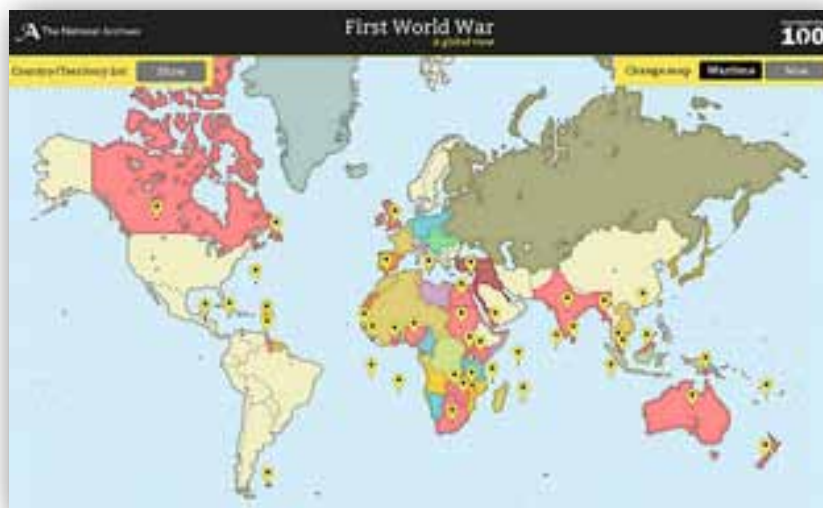 The National Archives
First World War
A global view
100
Country/Territory list
Show
Change map
Wartime
Now